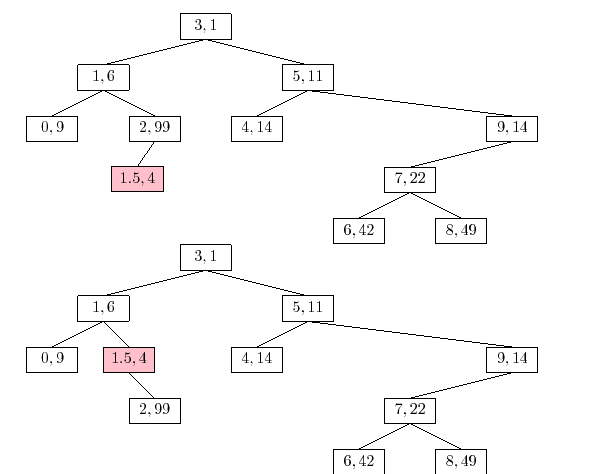 3, 1
1, 6 5, 11
0, 9 2, 99 4, 14 9, 14
1.5, 4 7, 22
6, 42 8, 49
3, 1
1, 6 5, 11
0, 9 1.5, 4 4, 14 9, 14
2, 99 7, 22
6, 42 8, 49